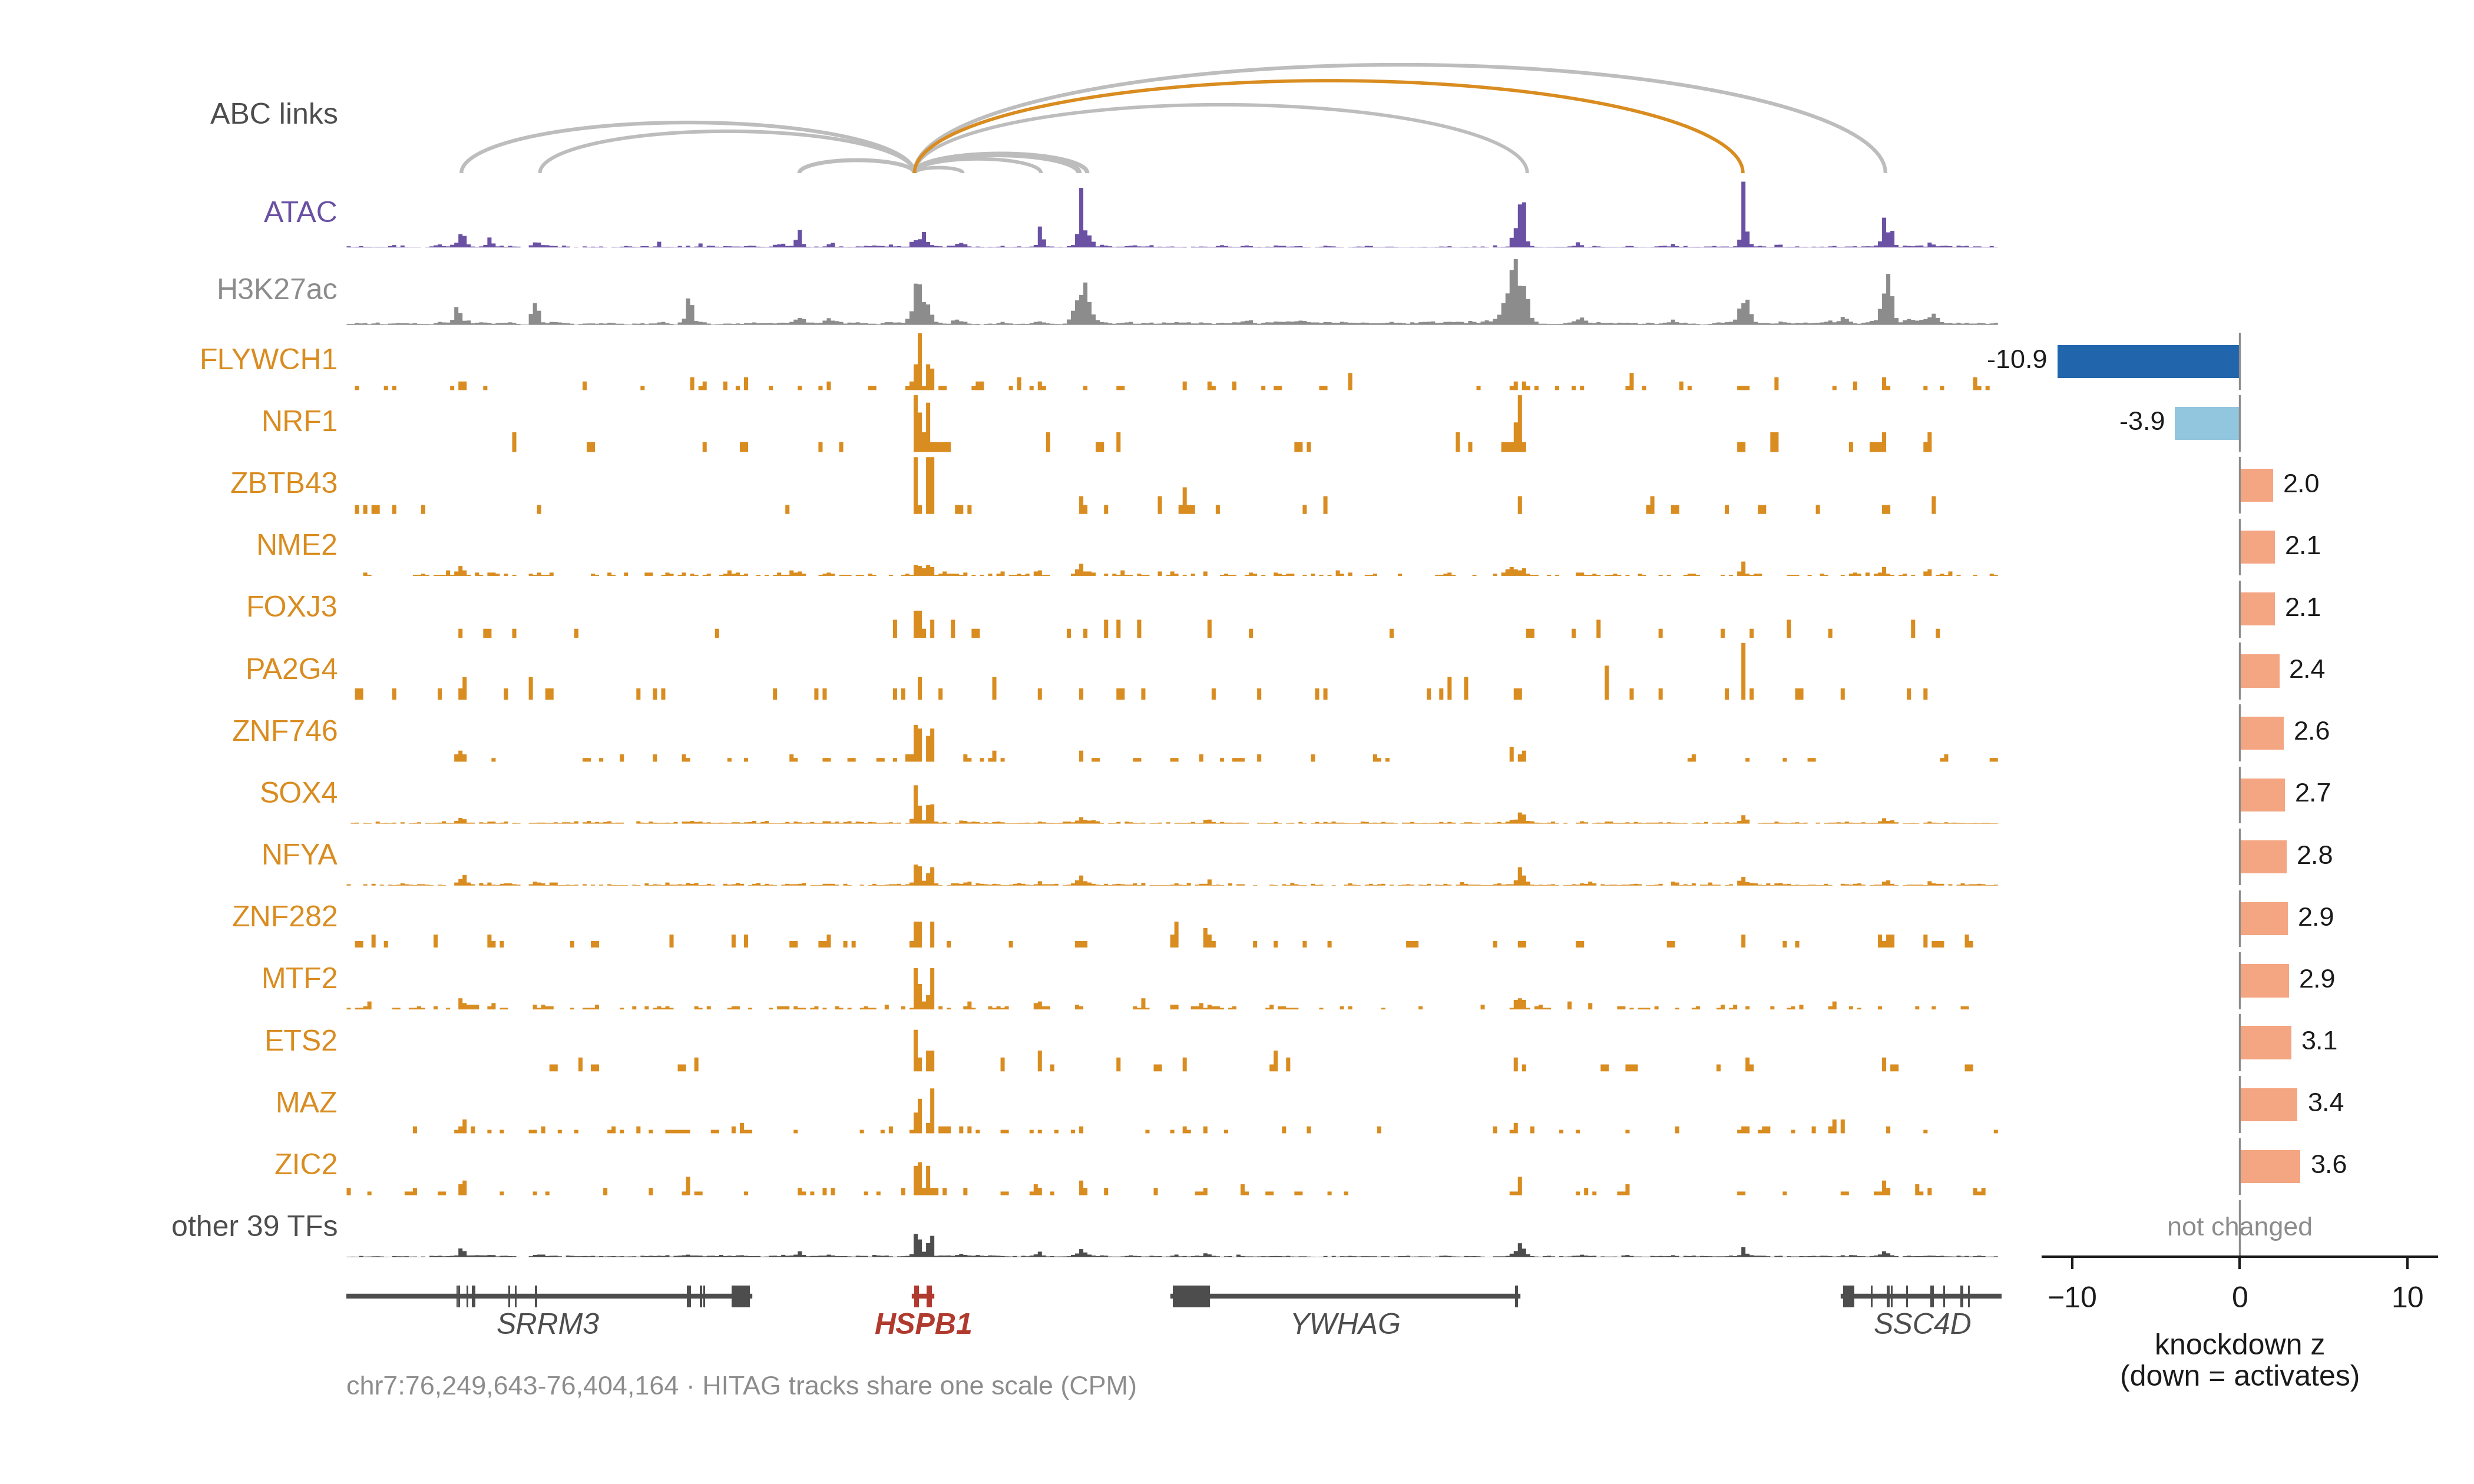 ABC links
ATAC
H3K27ac
FLYWCH1
-10.9
NRF1
-3.9
ZBTB43
2.0
NME2
2.1
FOXJ3
2.1
PA2G4
2.4
ZNF746
2.6
SOX4
2.7
NFYA
2.8
ZNF282
2.9
MTF2
2.9
ETS2
3.1
MAZ
3.4
ZIC2
3.6
other 39 TFs
not changed
−10
0
10
SRRM3
HSPB1
YWHAG
SSC4D
knockdown z
(down = activates)
chr7:76,249,643-76,404,164 · HITAG tracks share one scale (CPM)